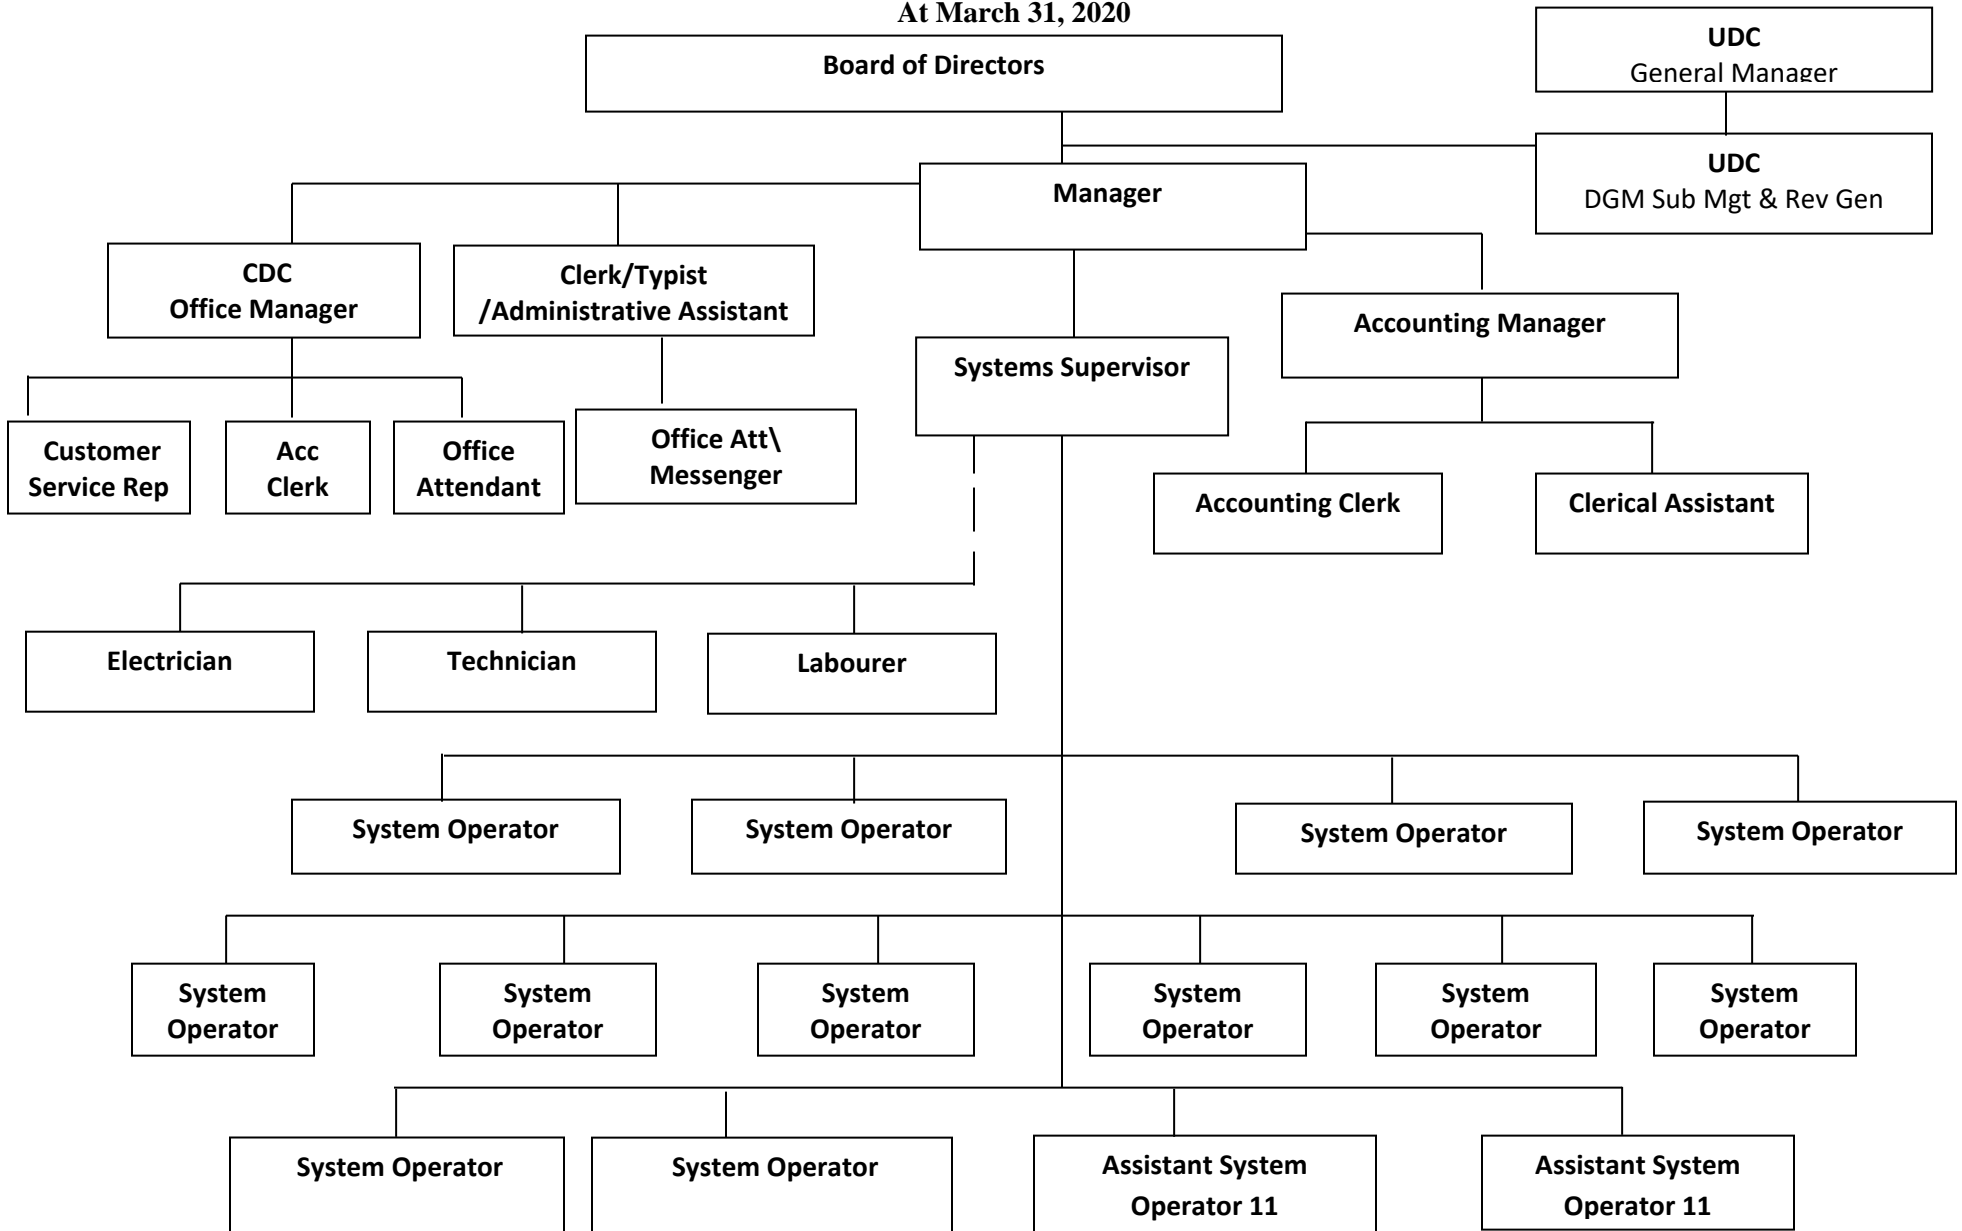 At March 31, 2020
Board of Directors
UDC
General Manager
UDC
DGM Sub Mgt & Rev Gen
Manager
CDC
Office Manager
Clerk/Typist
/Administrative Assistant
Accounting Manager
Systems Supervisor
Customer
Service Rep
Acc
Clerk
Office
Attendant
Office Att\
Messenger
Accounting Clerk
Clerical Assistant
Electrician
Technician
Labourer
System Operator
System Operator
System Operator
System Operator
System
Operator
System
Operator
System
Operator
System
Operator
System
Operator
System
Operator
System Operator
System Operator
Assistant System
Operator 11
Assistant System
Operator 11